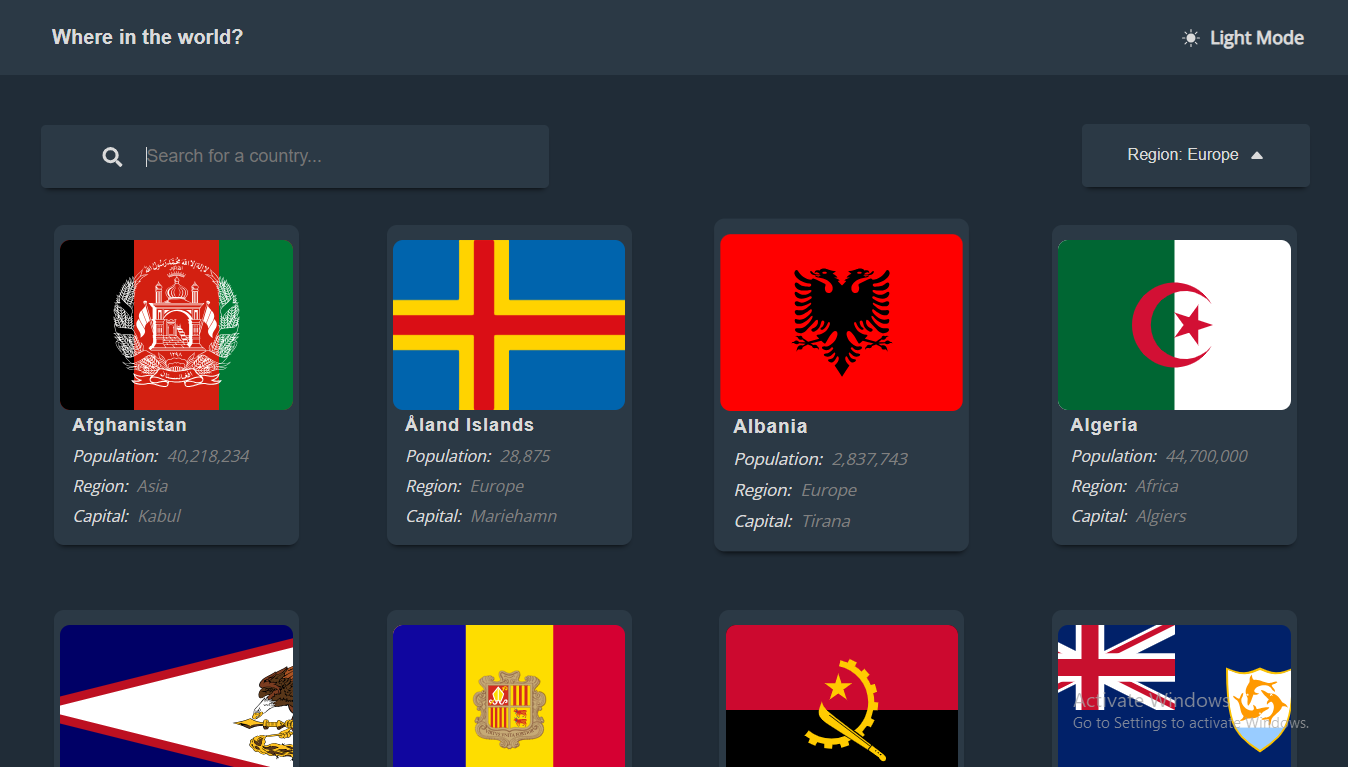 Where in the world?
Light Mode
Search for a country...
Region: Europe
Afghanistan
Population: 40,218,234
Region: Asia
Capital: Kabul
Åland Islands
Population: 28,875
Region: Europe
Capital: Mariehamn
Albania
Population: 2,837,743
Region: Europe
Capital: Tirana
Algeria
Population: 44,700,000
Region: Africa
Capital: Algiers
Activate Windows
Go to Settings to activate Windows.